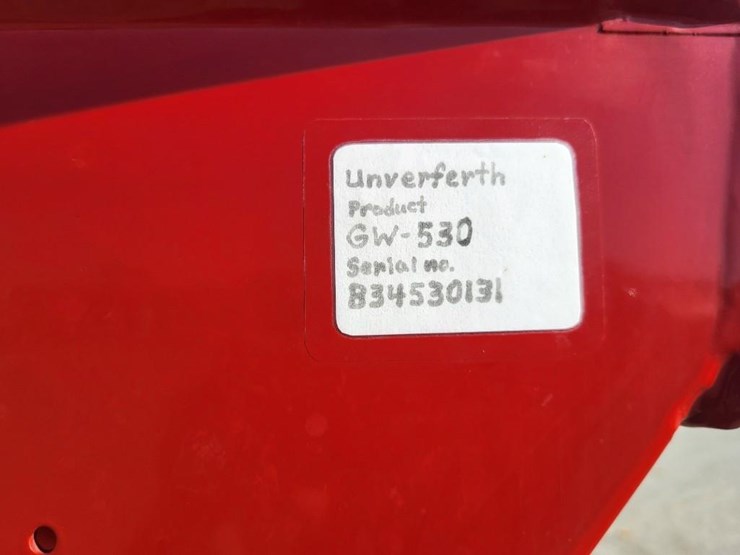 Unverferth
Product
GW-530
Serial no.
B34530131